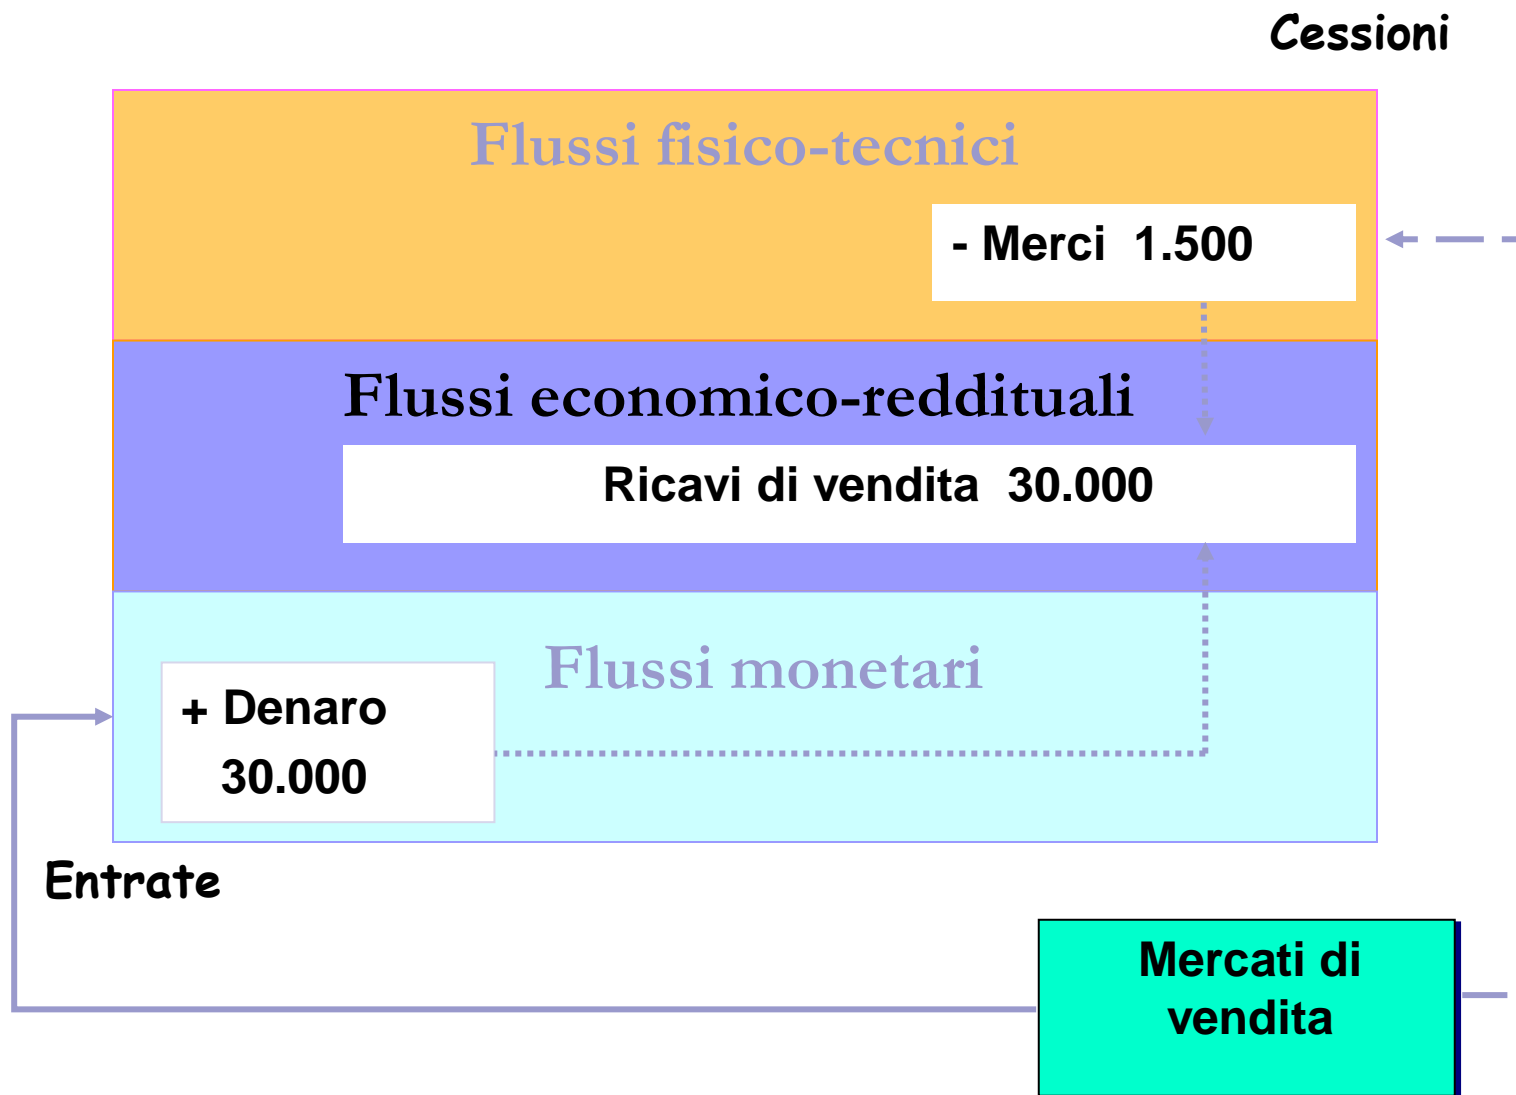 Cessioni
Flussi fisico-tecnici
- Merci 1.500
Flussi economico-reddituali
Ricavi di vendita 30.000
Flussi monetari
+ Denaro
30.000
Entrate
Mercati di
vendita